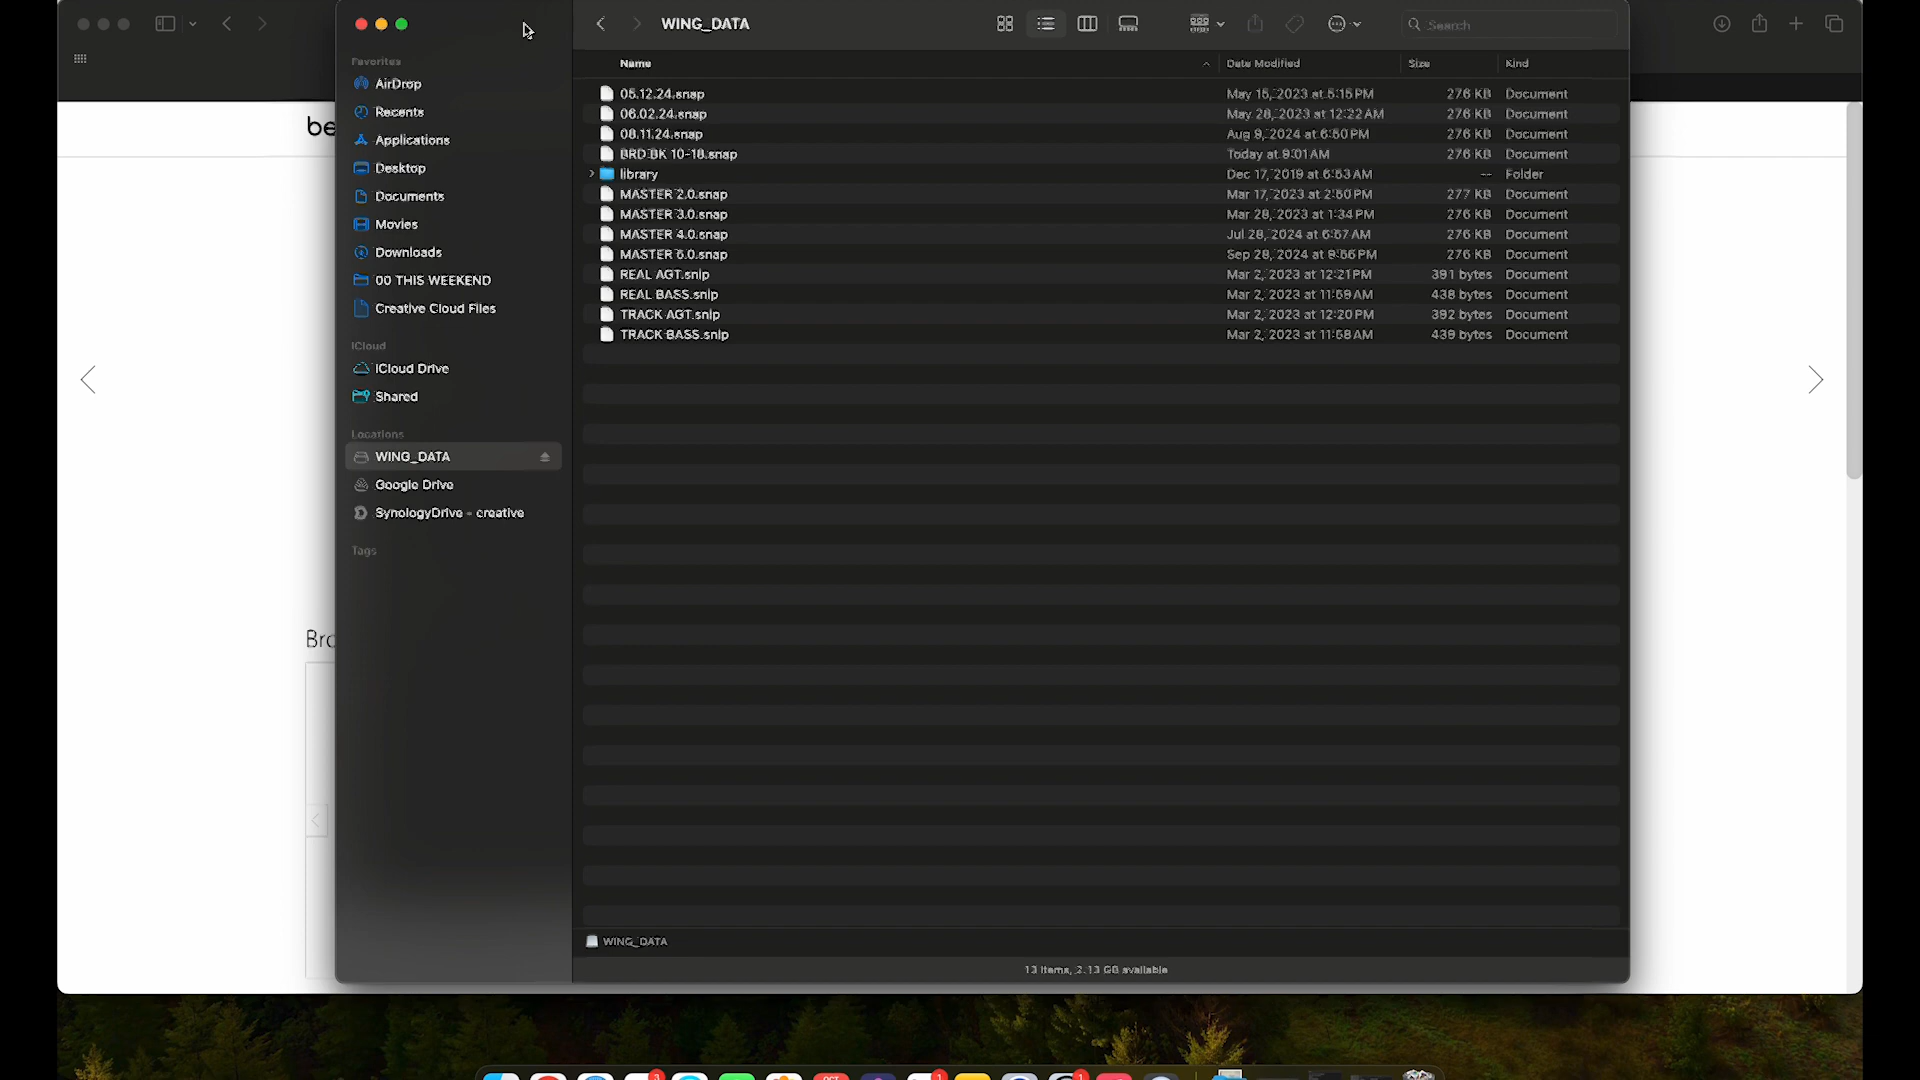 WING_DATA
Search
Favorites
AirDrop
Recents
Applications
Desktop
Documents
Movies
Downloads
00 THIS WEEKEND
Creative Cloud Files
iCloud
iCloud Drive
Shared
Locations
WING_DATA
Google Drive
SynologyDrive - creative
Tags
Name Date Modified Size Kind
05.12.24.snap May 15, 2023 at 5:15 PM 276 KB Document
06.02.24.snap May 28, 2023 at 12:22 AM 276 KB Document
08.11.24.snap Aug 9, 2024 at 6:50 PM 276 KB Document
BRD BK 10-18.snap Today at 9:01 AM 276 KB Document
library Dec 17, 2019 at 6:53 AM -- Folder
MASTER 2.0.snap Mar 17, 2023 at 2:50 PM 277 KB Document
MASTER 3.0.snap Mar 28, 2023 at 1:34 PM 276 KB Document
MASTER 4.0.snap Jul 28, 2024 at 6:57 AM 276 KB Document
MASTER 5.0.snap Sep 28, 2024 at 9:56 PM 276 KB Document
REAL AGT.snip Mar 2, 2023 at 12:21 PM 391 bytes Document
REAL BASS.snip Mar 2, 2023 at 11:59 AM 438 bytes Document
TRACK AGT.snip Mar 2, 2023 at 12:20 PM 392 bytes Document
TRACK BASS.snip Mar 2, 2023 at 11:58 AM 439 bytes Document
WING_DATA
13 items, 2.13 GB available
be
Bro
3
OCT
1
1